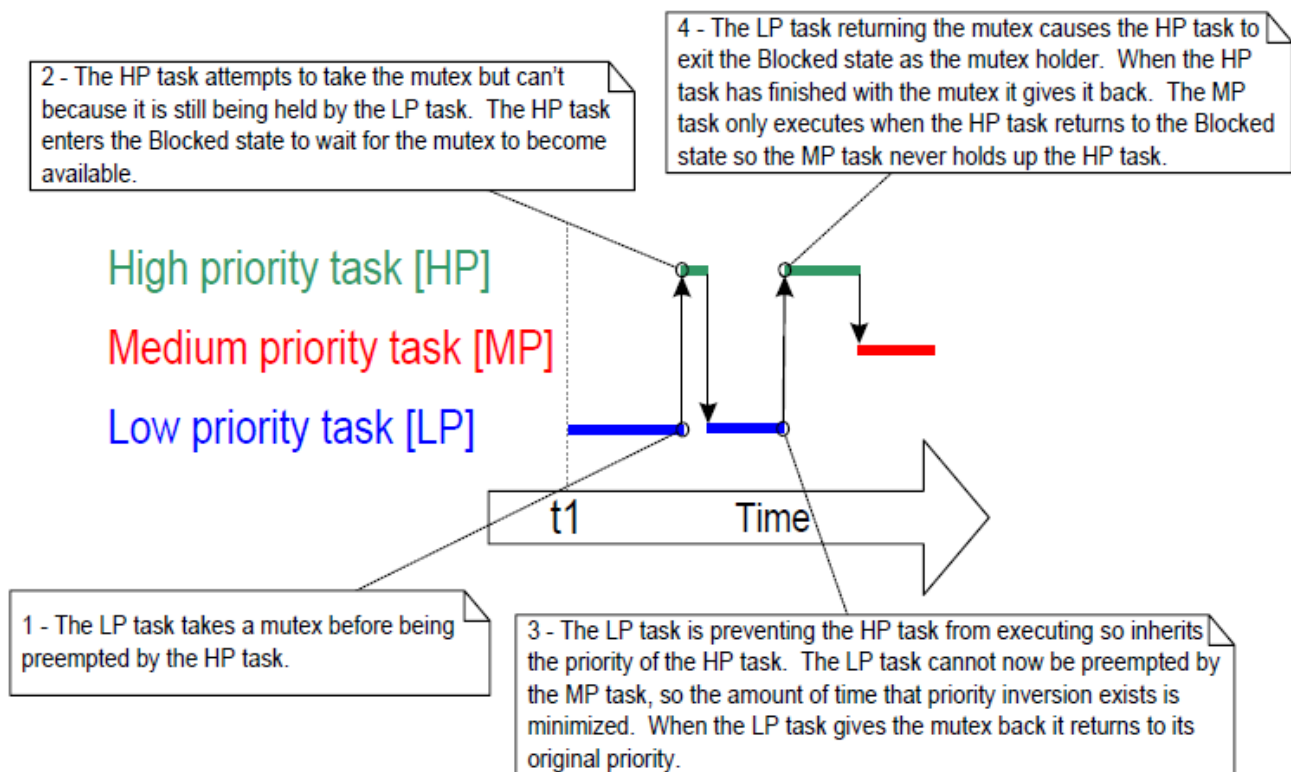 2 - The HP task attempts to take the mutex but can't
because it is still being held by the LP task.  The HP task
enters the Blocked state to wait for the mutex to become
available.
4 - The LP task returning the mutex causes the HP task to
exit the Blocked state as the mutex holder.  When the HP
task has finished with the mutex it gives it back.  The MP
task only executes when the HP task returns to the Blocked
state so the MP task never holds up the HP task.
High priority task [HP]
Medium priority task [MP]
Low priority task [LP]
t1
Time
1 - The LP task takes a mutex before being
preempted by the HP task.
3 - The LP task is preventing the HP task from executing so inherits
the priority of the HP task.  The LP task cannot now be preempted by
the MP task, so the amount of time that priority inversion exists is
minimized.  When the LP task gives the mutex back it returns to its
original priority.